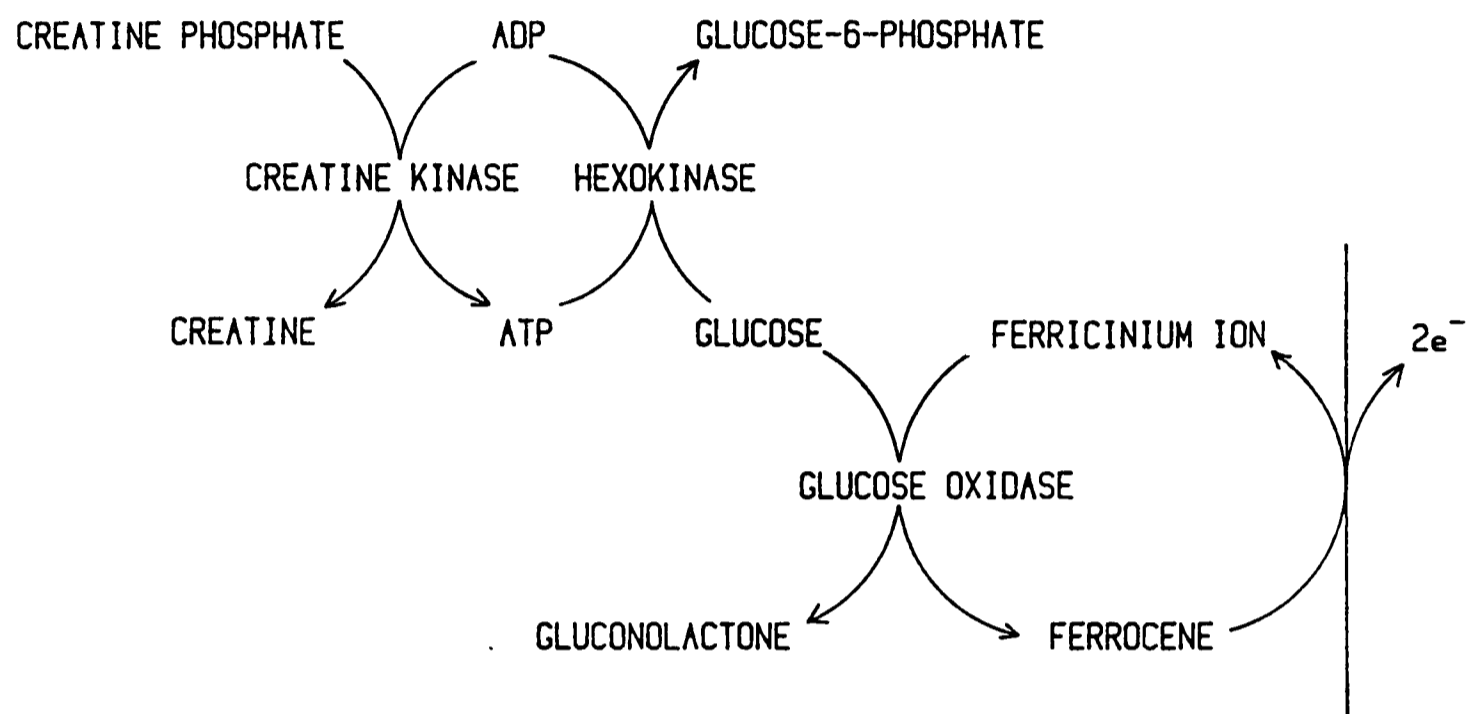 CREATINE PHOSPHATE ADP GLUCOSE-6-PHOSPHATE
CREATINE KINASE HEXOKINASE
CREATINE ATP GLUCOSE FERRICINIUM ION 2e⁻
GLUCOSE OXIDASE
GLUCONOLACTONE FERROCENE